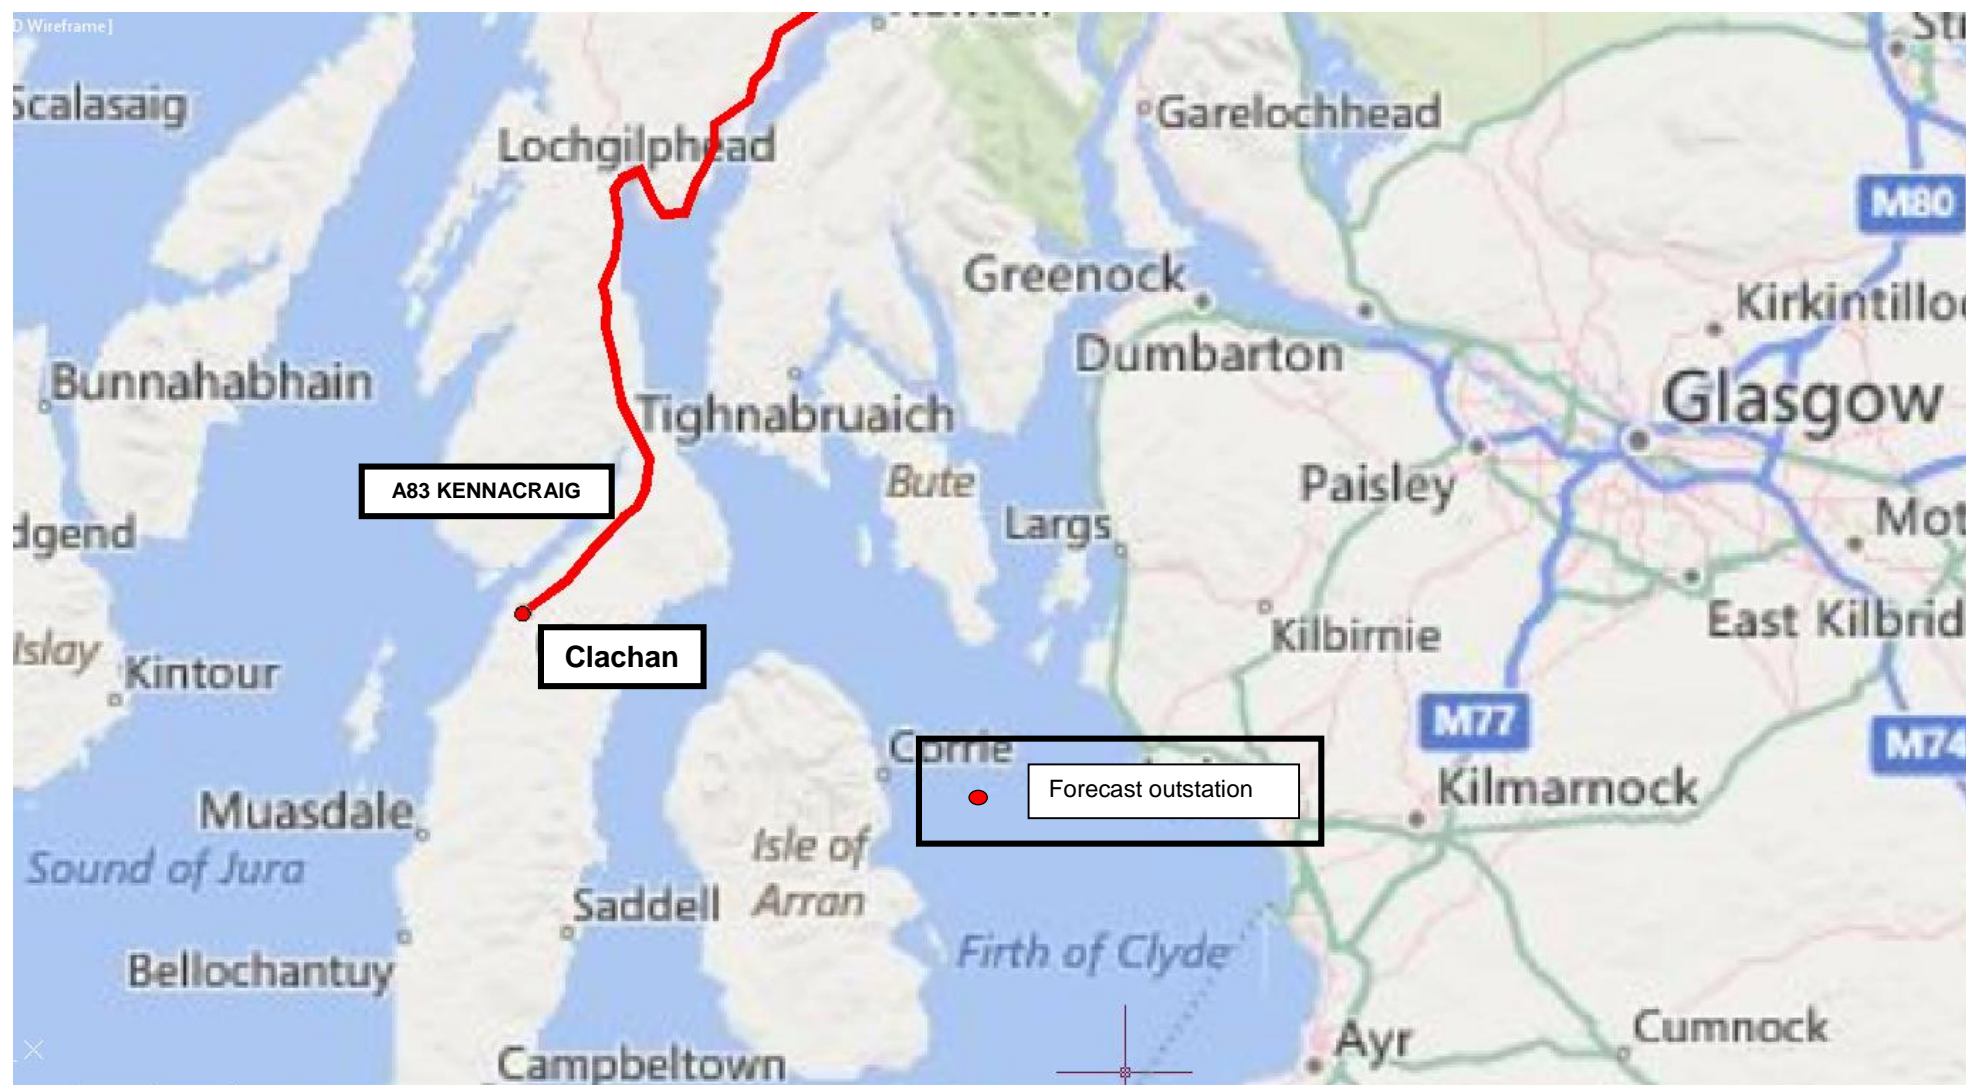 D Wireframe]
Scalasaig
Garelochhead
Lochgilphead
M80
Greenock
Kirkintillo
Dumbarton
Bunnahabhain
Glasgow
Tighnabruaich
Bute
A83 KENNACRAIG
Paisley
Largs
Mot
dgend
East Kilbrid
Kilbirnie
Islay
Kintour
Clachan
M77
M74
Corrie
Forecast outstation
Kilmarnock
Muasdale
Isle of
Arran
Sound of Jura
Saddell
Firth of Clyde
Bellochantuy
Cumnock
Ayr
Campbeltown